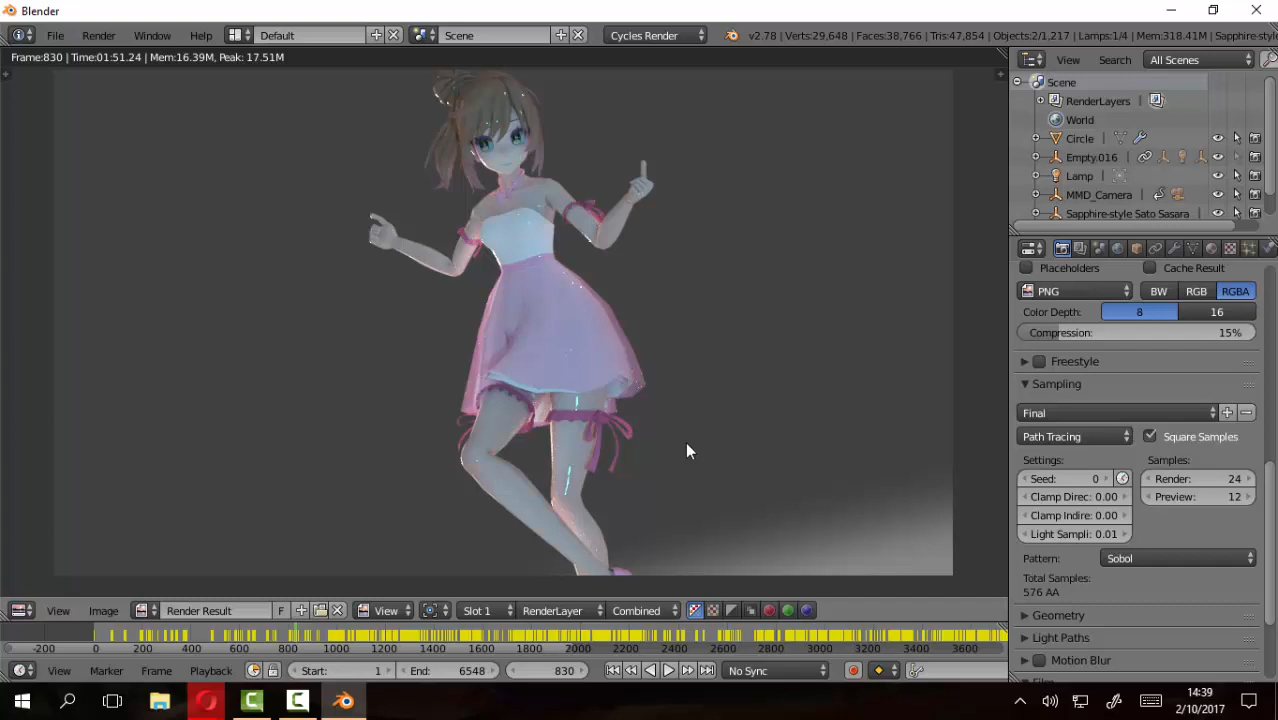 Blender
File Render Window Help Default Scene Cycles Render v2.78 | Verts:29,648 | Faces:38,766 | Tris:47,854 | Objects:2/1,217 | Lamps:1/4 | Mem:318.41M | Sapphire-style
Frame:830 | Time:01:51.24 | Mem:16.39M, Peak: 17.51M
View Search All Scenes
Scene
RenderLayers
World
Circle
Empty.016
Lamp
MMD_Camera
Sapphire-style Sato Sasara
Placeholders Cache Result
PNG BW RGB RGBA
Color Depth: 8 16
Compression: 15%
Freestyle
Sampling
Final
Path Tracing Square Samples
Settings: Samples:
Seed: 0 Render: 24
Clamp Direc: 0.00 Preview: 12
Clamp Indire: 0.00
Light Sampli: 0.01
Pattern: Sobol
Total Samples:
576 AA
Geometry
Light Paths
Motion Blur
View Image Render Result F View Slot 1 RenderLayer Combined
-200 0 200 400 600 800 1000 1200 1400 1600 1800 2000 2200 2400 2600 2800 3000 3200 3400 3600
View Marker Frame Playback Start: 1 End: 6548 830 No Sync
14:39
2/10/2017